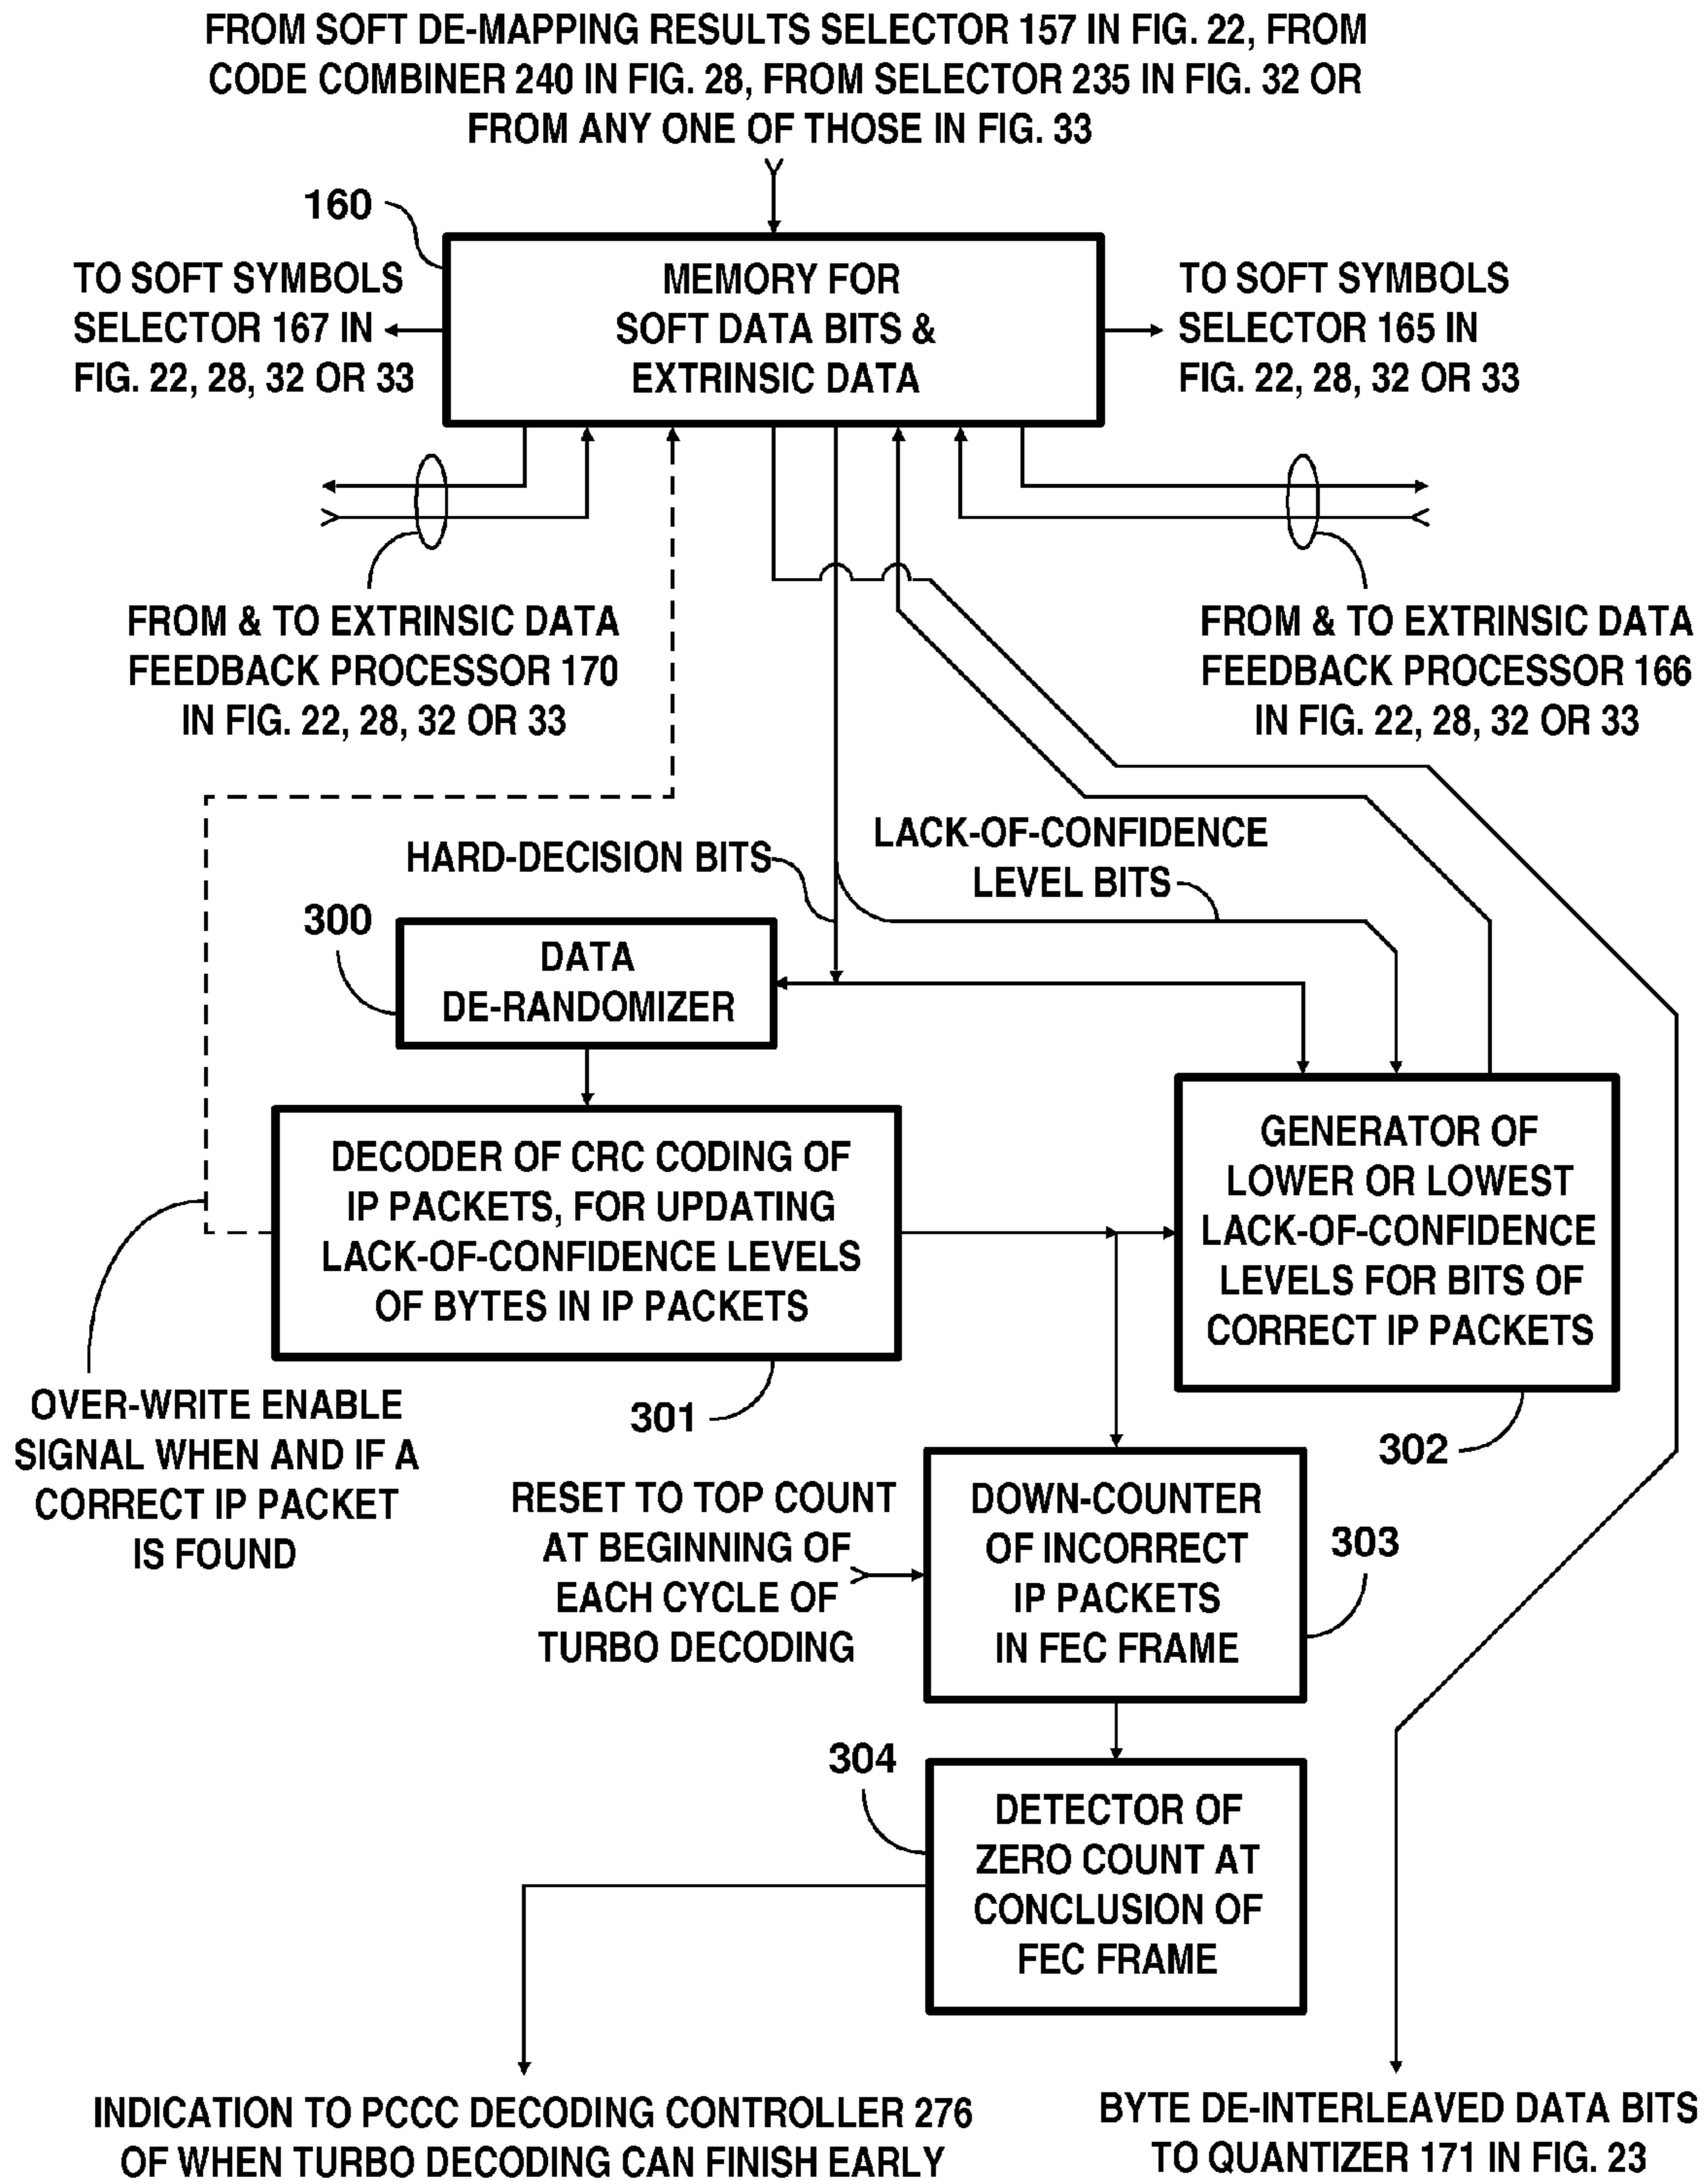 FROM SOFT DE-MAPPING RESULTS SELECTOR 157 IN FIG. 22, FROM
CODE COMBINER 240 IN FIG. 28, FROM SELECTOR 235 IN FIG. 32 OR
FROM ANY ONE OF THOSE IN FIG. 33
160
TO SOFT SYMBOLS
SELECTOR 167 IN
FIG. 22, 28, 32 OR 33
MEMORY FOR
SOFT DATA BITS &
EXTRINSIC DATA
TO SOFT SYMBOLS
SELECTOR 165 IN
FIG. 22, 28, 32 OR 33
FROM & TO EXTRINSIC DATA
FEEDBACK PROCESSOR 170
IN FIG. 22, 28, 32 OR 33
FROM & TO EXTRINSIC DATA
FEEDBACK PROCESSOR 166
IN FIG. 22, 28, 32 OR 33
HARD-DECISION BITS
LACK-OF-CONFIDENCE
LEVEL BITS
300
DATA
DE-RANDOMIZER
DECODER OF CRC CODING OF
IP PACKETS, FOR UPDATING
LACK-OF-CONFIDENCE LEVELS
OF BYTES IN IP PACKETS
301
GENERATOR OF
LOWER OR LOWEST
LACK-OF-CONFIDENCE
LEVELS FOR BITS OF
CORRECT IP PACKETS
302
OVER-WRITE ENABLE
SIGNAL WHEN AND IF A
CORRECT IP PACKET
IS FOUND
RESET TO TOP COUNT
AT BEGINNING OF
EACH CYCLE OF
TURBO DECODING
DOWN-COUNTER
OF INCORRECT
IP PACKETS
IN FEC FRAME
303
304
DETECTOR OF
ZERO COUNT AT
CONCLUSION OF
FEC FRAME
INDICATION TO PCCC DECODING CONTROLLER 276
OF WHEN TURBO DECODING CAN FINISH EARLY
BYTE DE-INTERLEAVED DATA BITS
TO QUANTIZER 171 IN FIG. 23